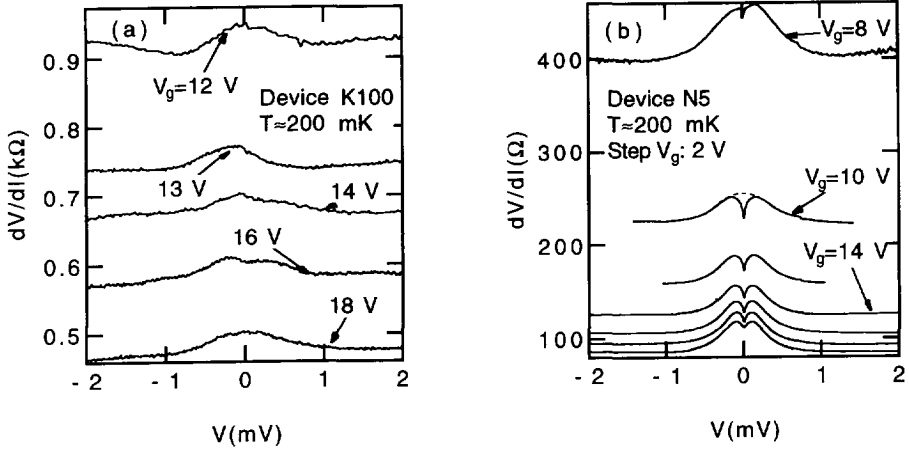 (a)
V_g=12 V
Device K100
T≈200 mK
13 V
14 V
16 V
18 V
0.9
0.8
0.7
0.6
0.5
dV/dI(kΩ)
- 2 - 1 0 1 2
V(mV)
(b)
V_g=8 V
Device N5
T≈200 mK
Step V_g: 2 V
V_g=10 V
V_g=14 V
400
300
200
100
dV/dI(Ω)
- 2 - 1 0 1 2
V(mV)